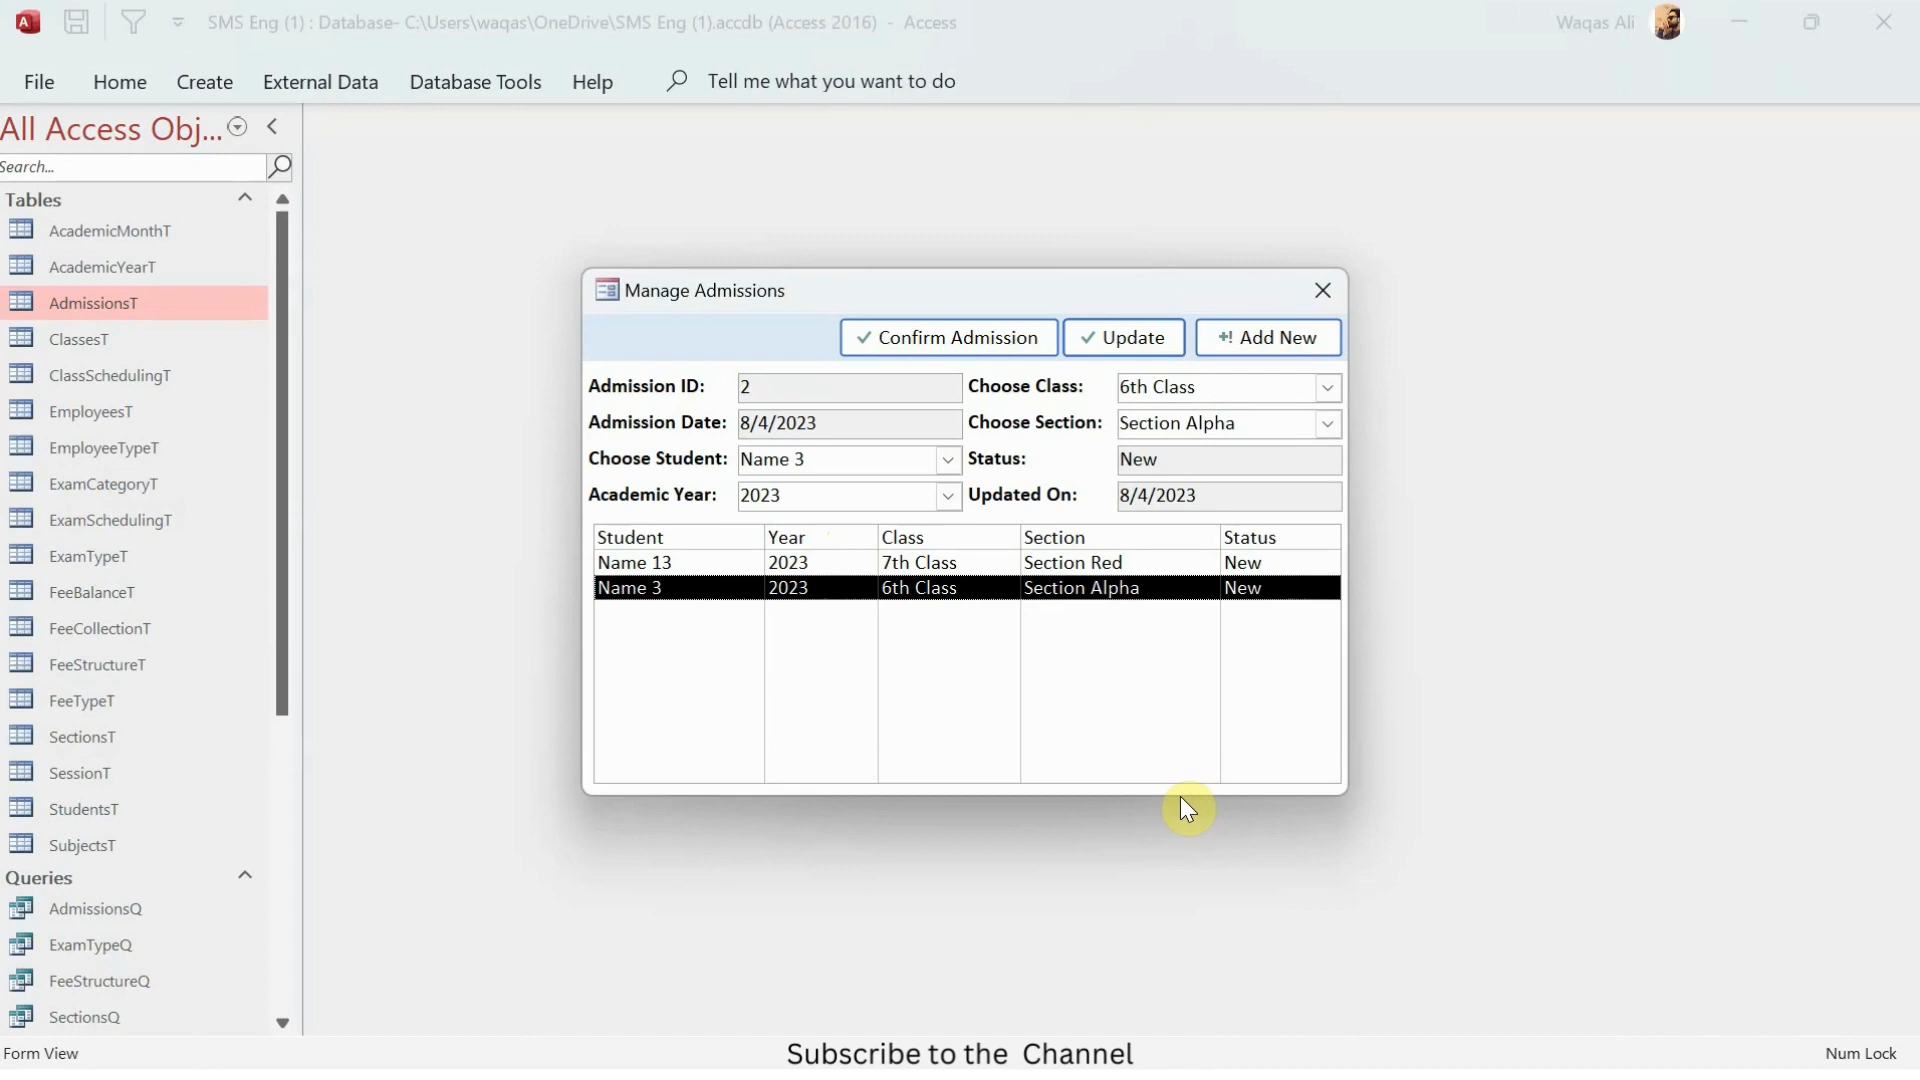 SMS Eng (1) : Database- C:\Users\waqas\OneDrive\SMS Eng (1).accdb (Access 2016) - Access
Waqas Ali
File Home Create External Data Database Tools Help Tell me what you want to do
All Access Obj...
Search...
Tables
AcademicMonthT
AcademicYearT
AdmissionsT
ClassesT
ClassSchedulingT
EmployeesT
EmployeeTypeT
ExamCategoryT
ExamSchedulingT
ExamTypeT
FeeBalanceT
FeeCollectionT
FeeStructureT
FeeTypeT
SectionsT
SessionT
StudentsT
SubjectsT
Queries
AdmissionsQ
ExamTypeQ
FeeStructureQ
SectionsQ
Manage Admissions
Confirm Admission Update Add New
Admission ID: 2 Choose Class: 6th Class
Admission Date: 8/4/2023 Choose Section: Section Alpha
Choose Student: Name 3 Status: New
Academic Year: 2023 Updated On: 8/4/2023
Student Year Class Section Status
Name 13 2023 7th Class Section Red New
Name 3 2023 6th Class Section Alpha New
Form View
Subscribe to the Channel
Num Lock